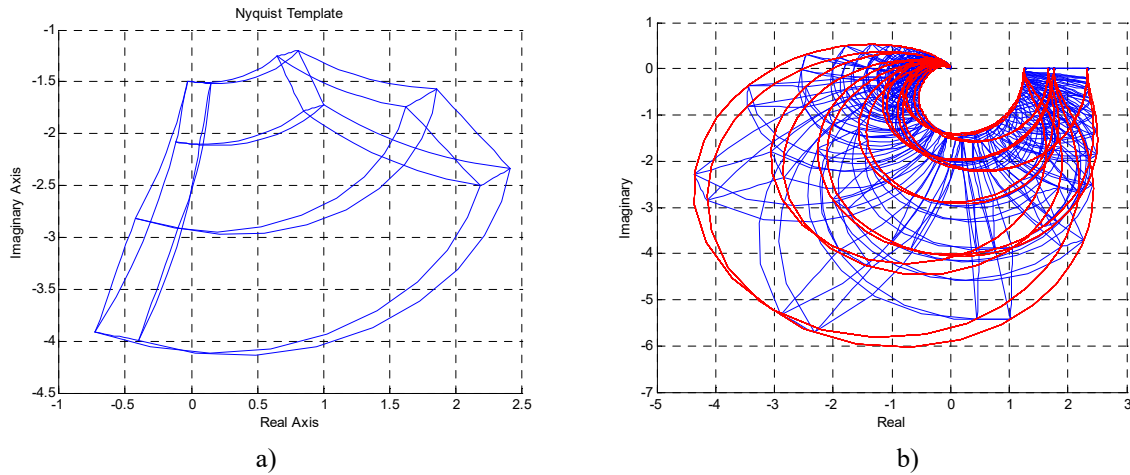 Nyquist Template
-1
-1.5
-2
-2.5
-3
-3.5
-4
-4.5
Imaginary Axis
-1 -0.5 0 0.5 1 1.5 2 2.5
Real Axis
a)
1
0
-1
-2
-3
-4
-5
-6
-7
Imaginary
-5 -4 -3 -2 -1 0 1 2 3
Real
b)